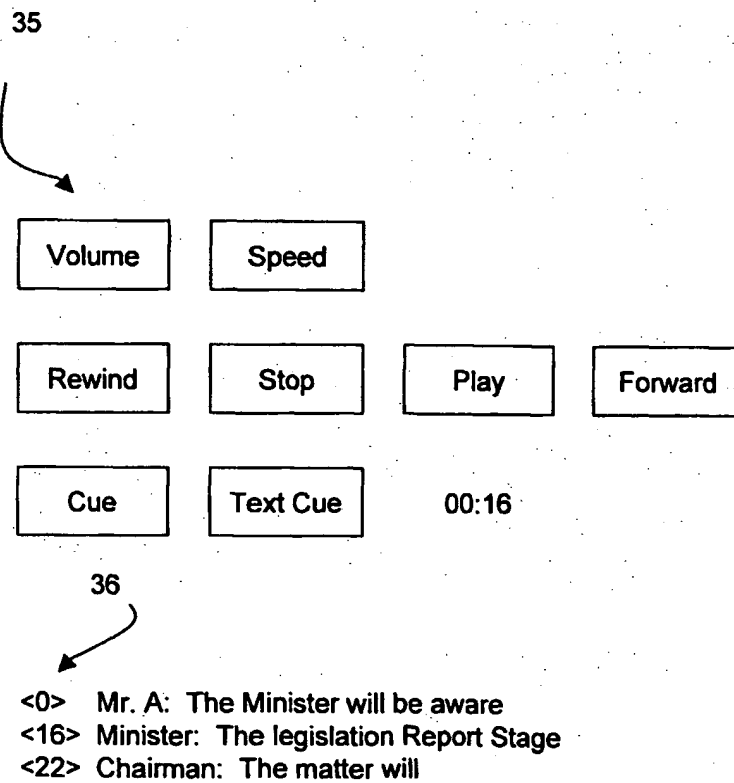 35
Volume Speed
Rewind Stop Play Forward
Cue Text Cue 00:16
36
<0> Mr. A: The Minister will be aware
<16> Minister: The legislation Report Stage
<22> Chairman: The matter will